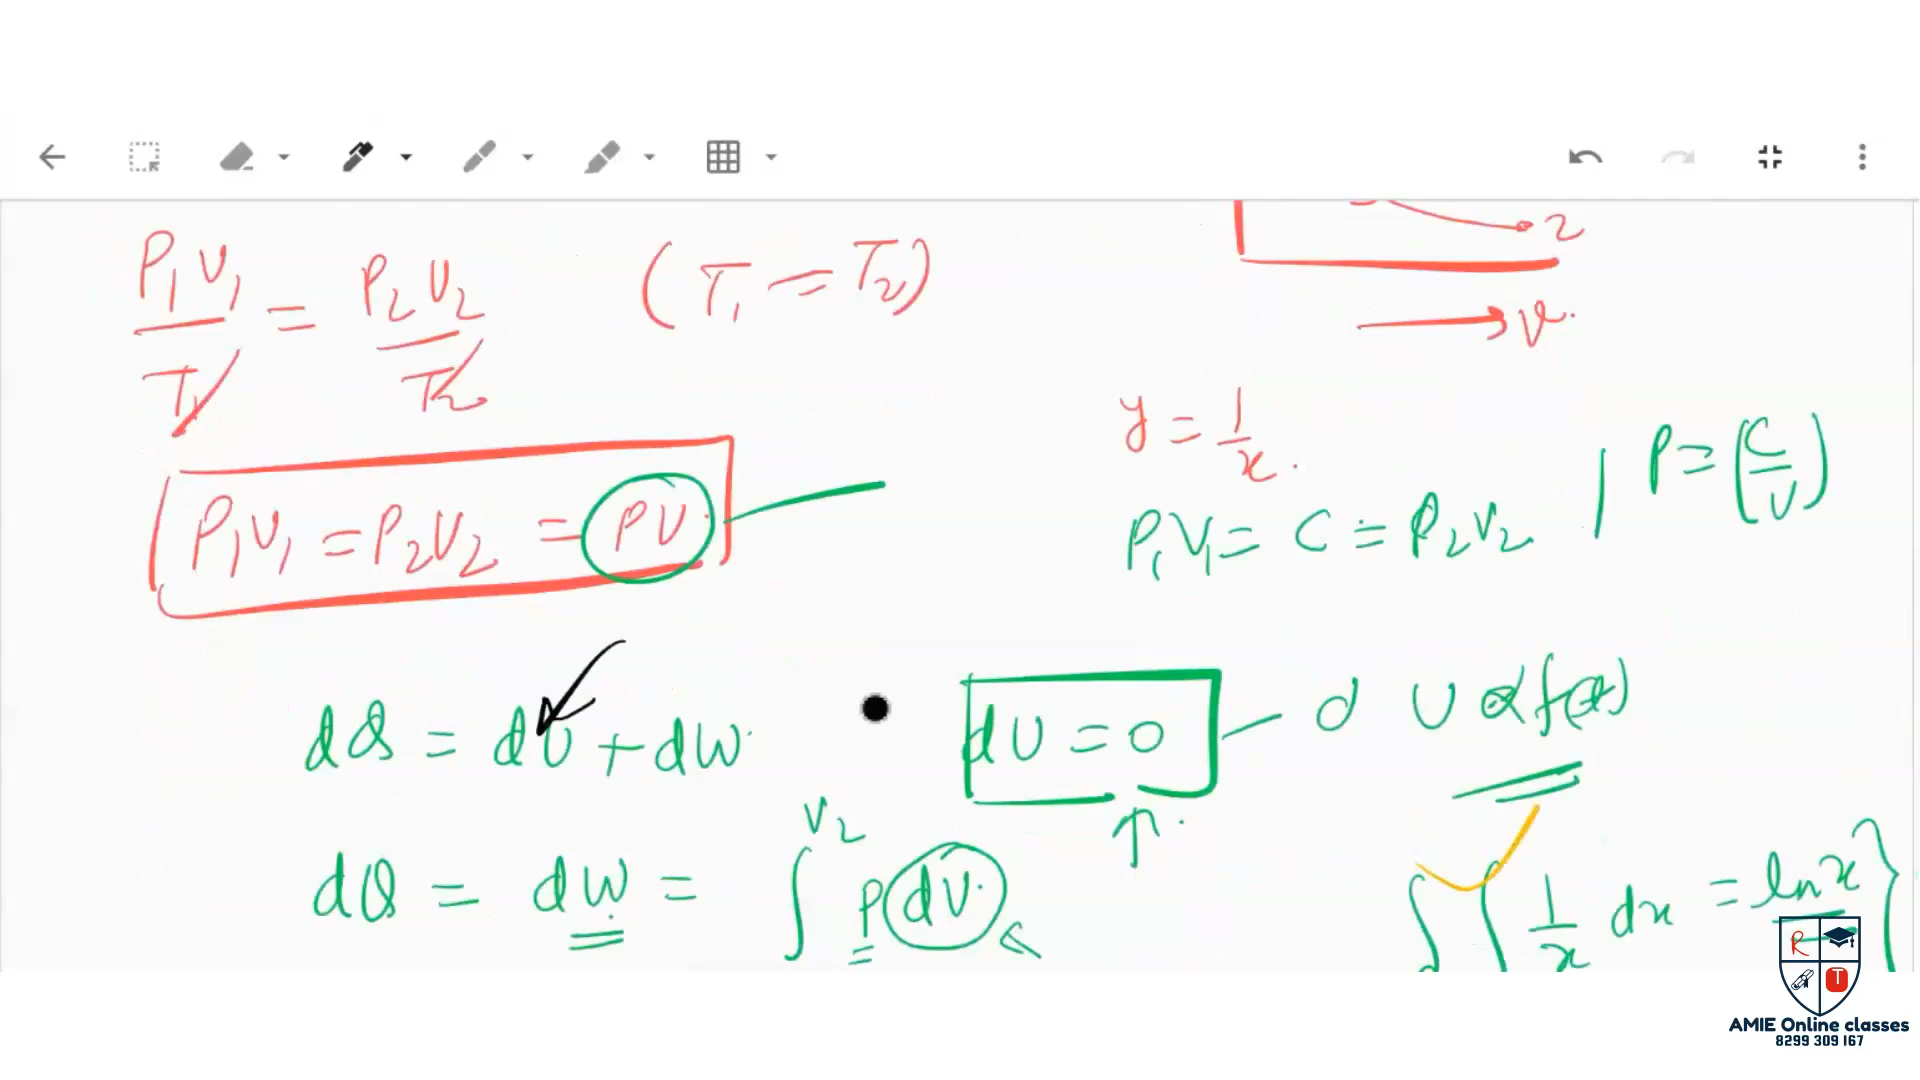 P₁V₁/T₁ = P₂V₂/T₂ (T₁ = T₂)
2
→ V.
y = 1/x.
P = (C/V)
P₁V₁ = P₂V₂ = PV.
P₁V₁ = C = P₂V₂
dQ = dU + dW.
dU = 0
d U α f(t)
dQ = dW = ∫ V₂ P dV.
∫ ∫ 1/x dx = ln x
R
T
AMIE Online classes
8299 309 167